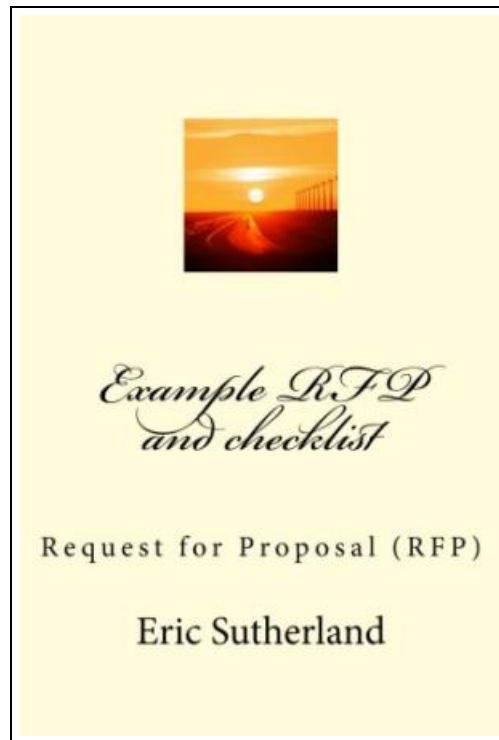 Example RFP
and checklist
Request for Proposal (RFP)
Eric Sutherland